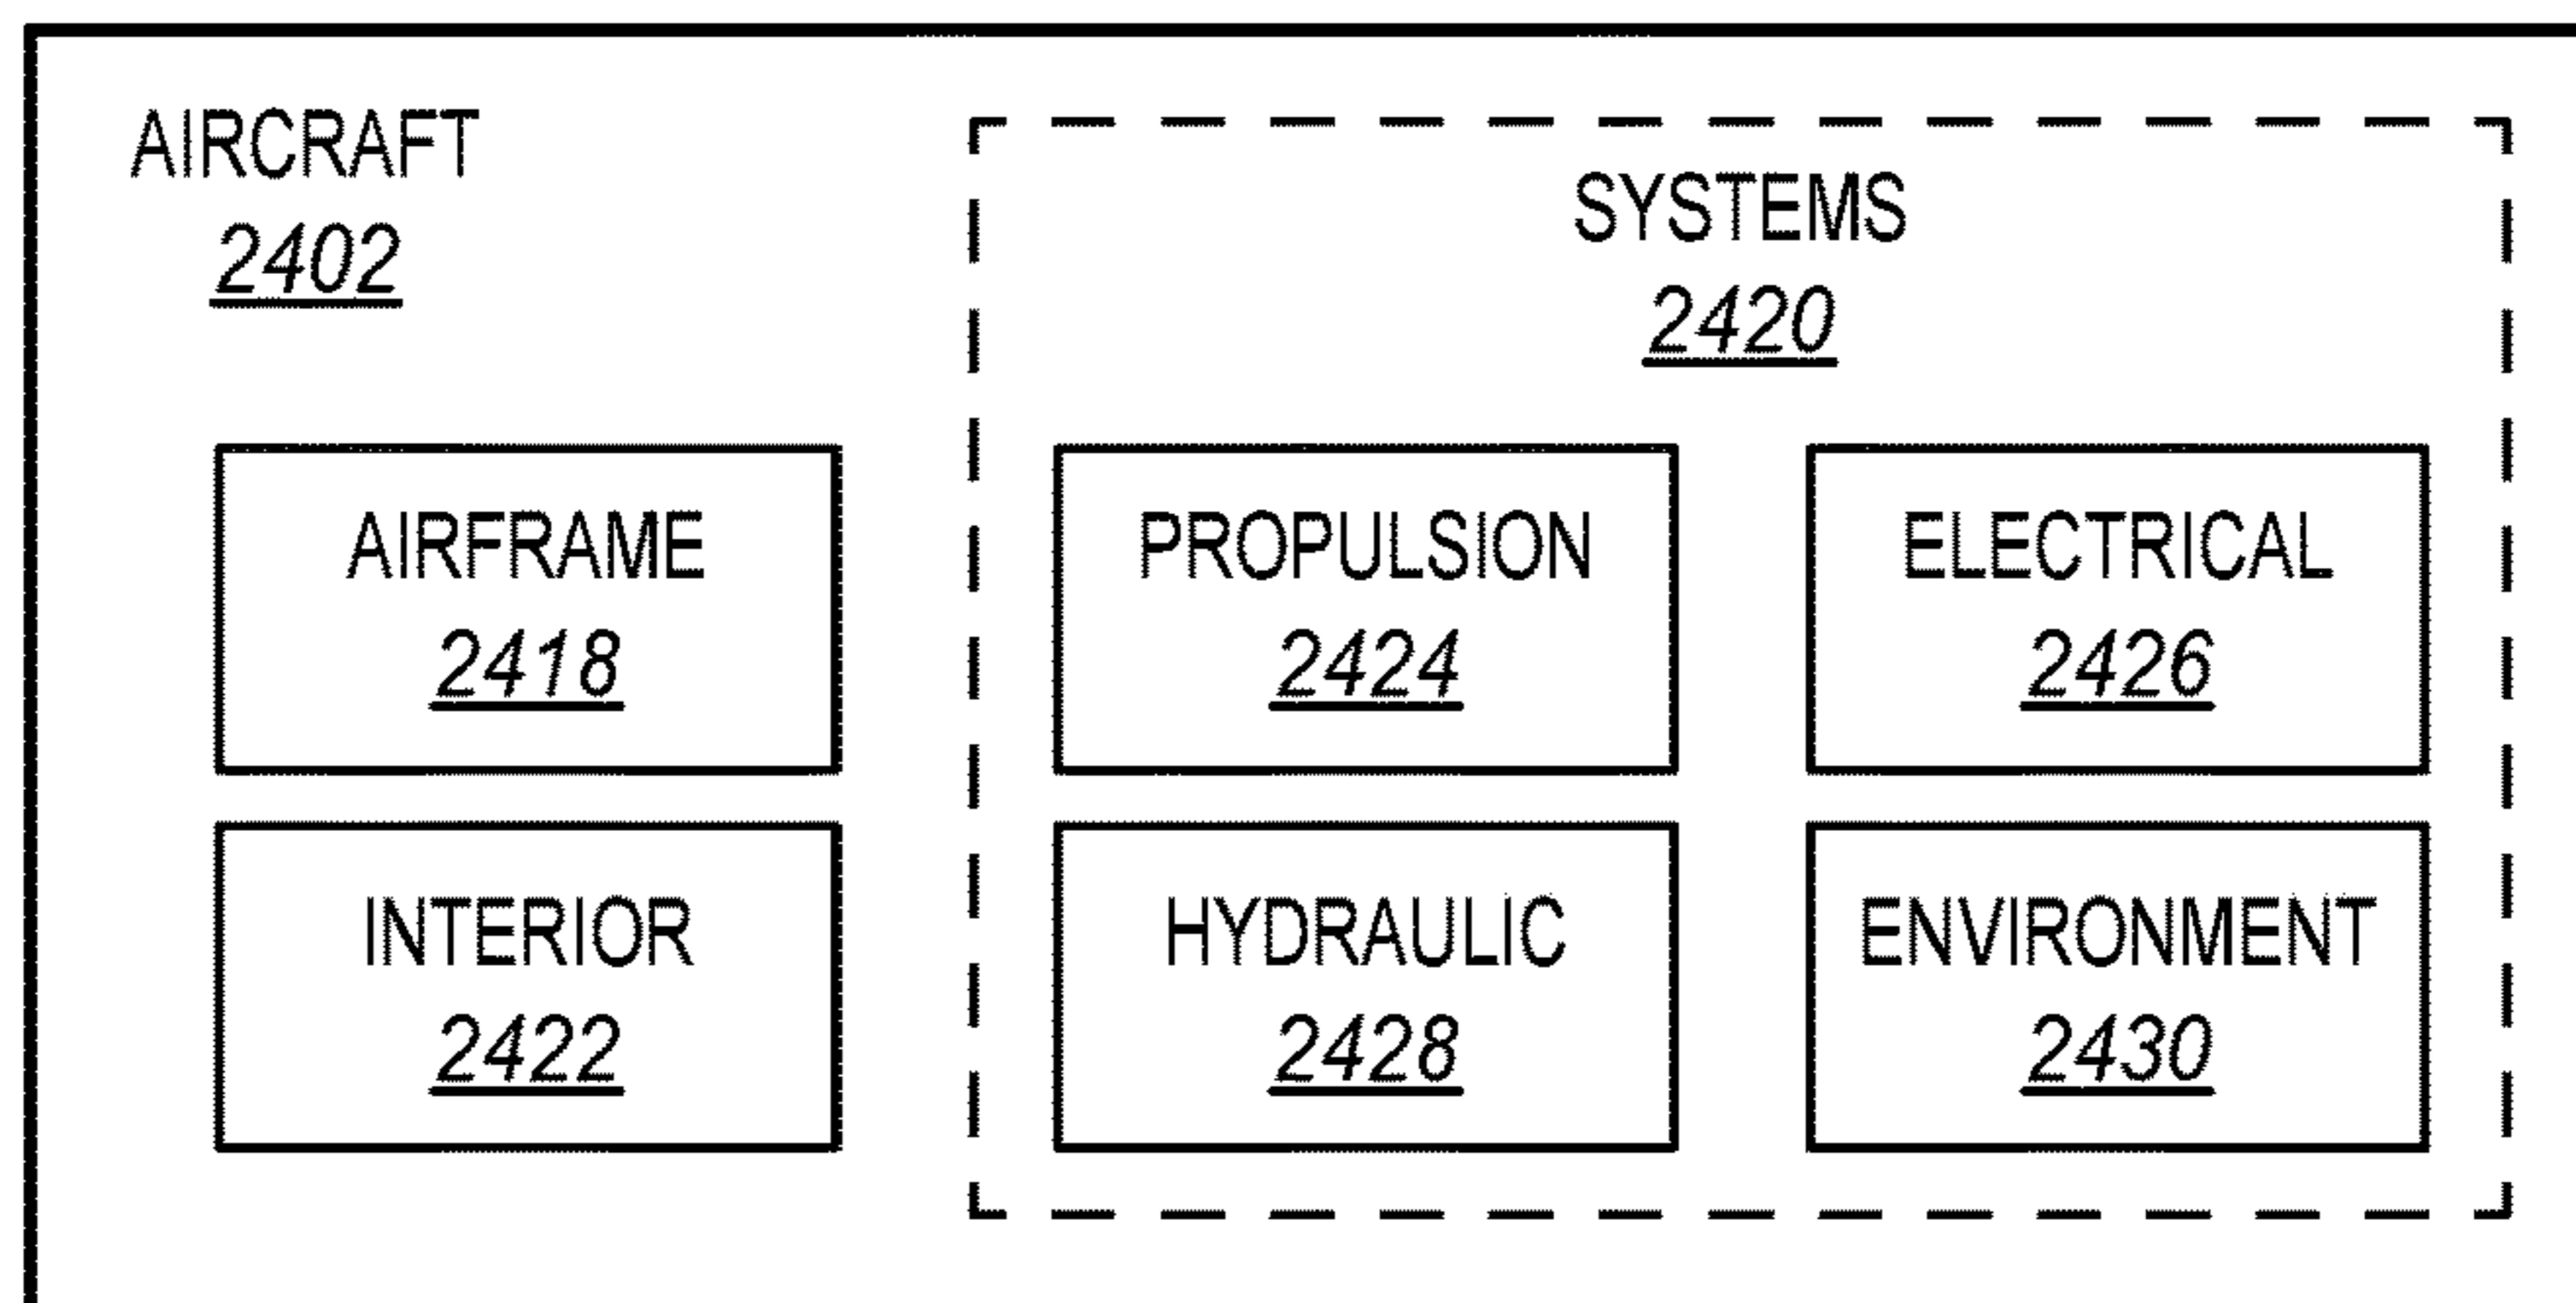 AIRCRAFT
2402
SYSTEMS
2420
AIRFRAME
2418
PROPULSION
2424
ELECTRICAL
2426
INTERIOR
2422
HYDRAULIC
2428
ENVIRONMENT
2430